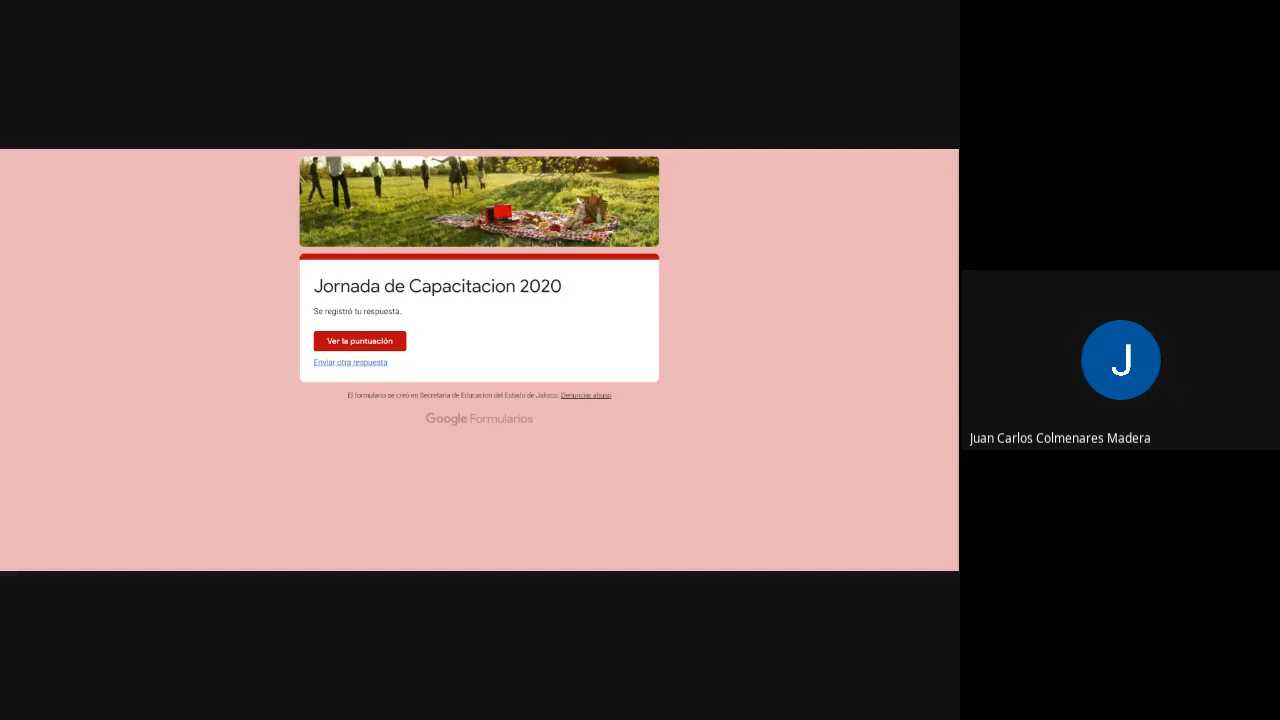 Jornada de Capacitacion 2020
Se registró tu respuesta.
Ver la puntuación
Enviar otra respuesta
El formulario se creó en Secretaria de Educacion del Estado de Jalisco. Denunciar abuso
Google Formularios
J
Juan Carlos Colmenares Madera